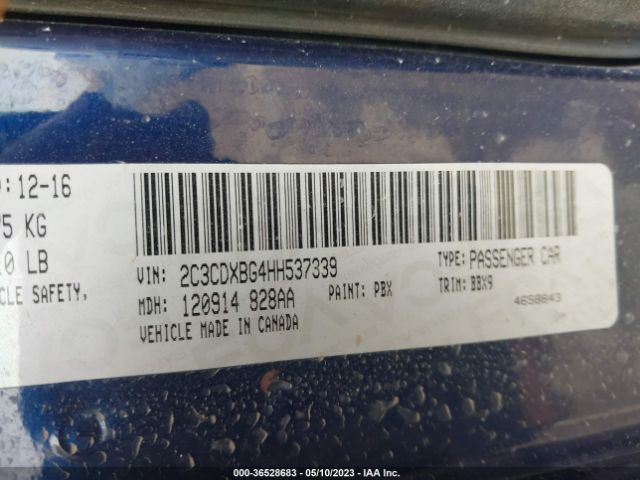 : 12-16
5 KG
0 LB
CLE SAFETY,
VIN: 2C3CDXBG4HH537339
TYPE: PASSENGER CAR
MDH: 120914 828AA
PAINT: PBX
TRIM: BBX9
VEHICLE MADE IN CANADA
4658843
000-36528683 - 05/10/2023 - IAA Inc.